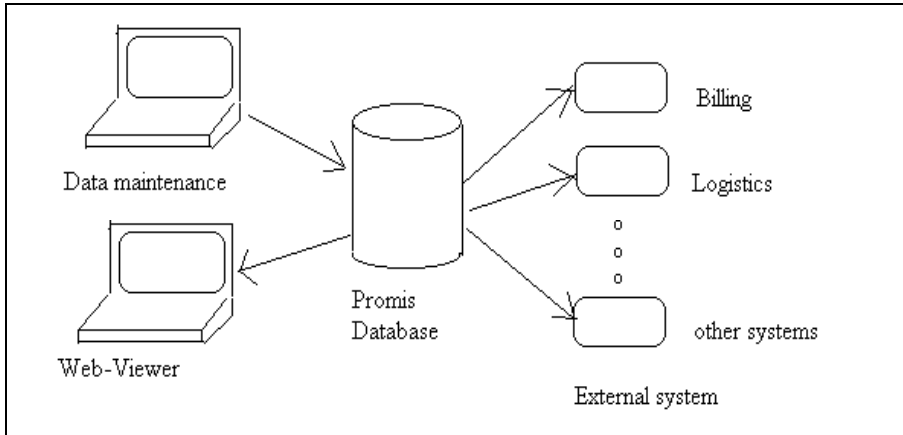 Data maintenance
Web-Viewer
Promis
Database
Billing
Logistics
other systems
External system